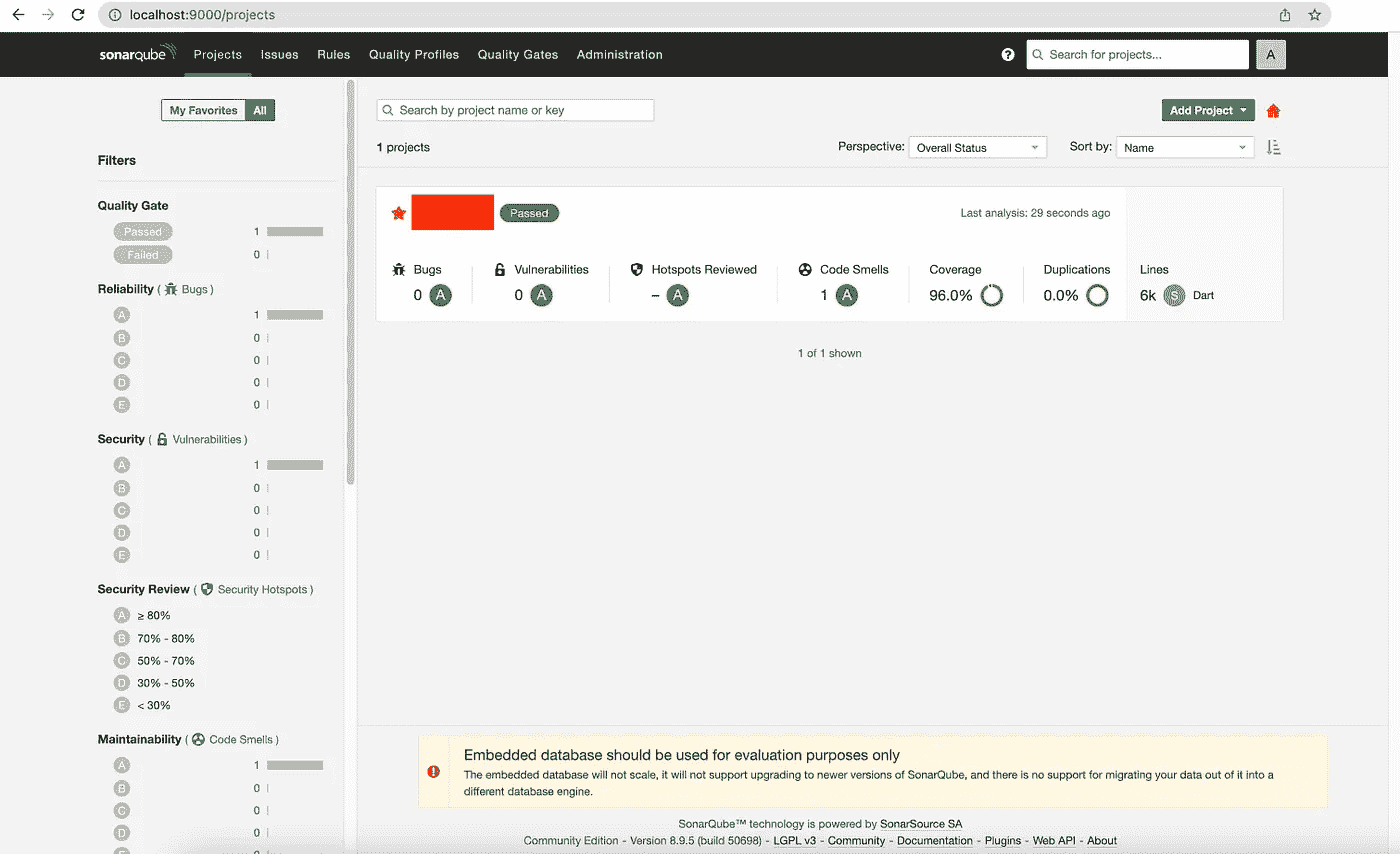 localhost:9000/projects
sonarqube Projects Issues Rules Quality Profiles Quality Gates Administration ? Search for projects... A
My Favorites All
Search by project name or key
Add Project
1 projects
Perspective: Overall Status Sort by: Name
Filters
Quality Gate
Passed 1
Failed 0
Reliability ( Bugs )
A 1
B 0
C 0
D 0
E 0
Security ( Vulnerabilities )
A 1
B 0
C 0
D 0
E 0
Security Review ( Security Hotspots )
A ≥ 80%
B 70% - 80%
C 50% - 70%
D 30% - 50%
E < 30%
Maintainability ( Code Smells )
A 1
B 0
C 0
D 0
E 0
Passed Last analysis: 29 seconds ago
Bugs Vulnerabilities Hotspots Reviewed Code Smells Coverage Duplications Lines
0 A 0 A – A 1 A 96.0% 0.0% 6k S Dart
1 of 1 shown
Embedded database should be used for evaluation purposes only
The embedded database will not scale, it will not support upgrading to newer versions of SonarQube, and there is no support for migrating your data out of it into a
different database engine.
SonarQube™ technology is powered by SonarSource SA
Community Edition - Version 8.9.5 (build 50698) - LGPL v3 - Community - Documentation - Plugins - Web API - About